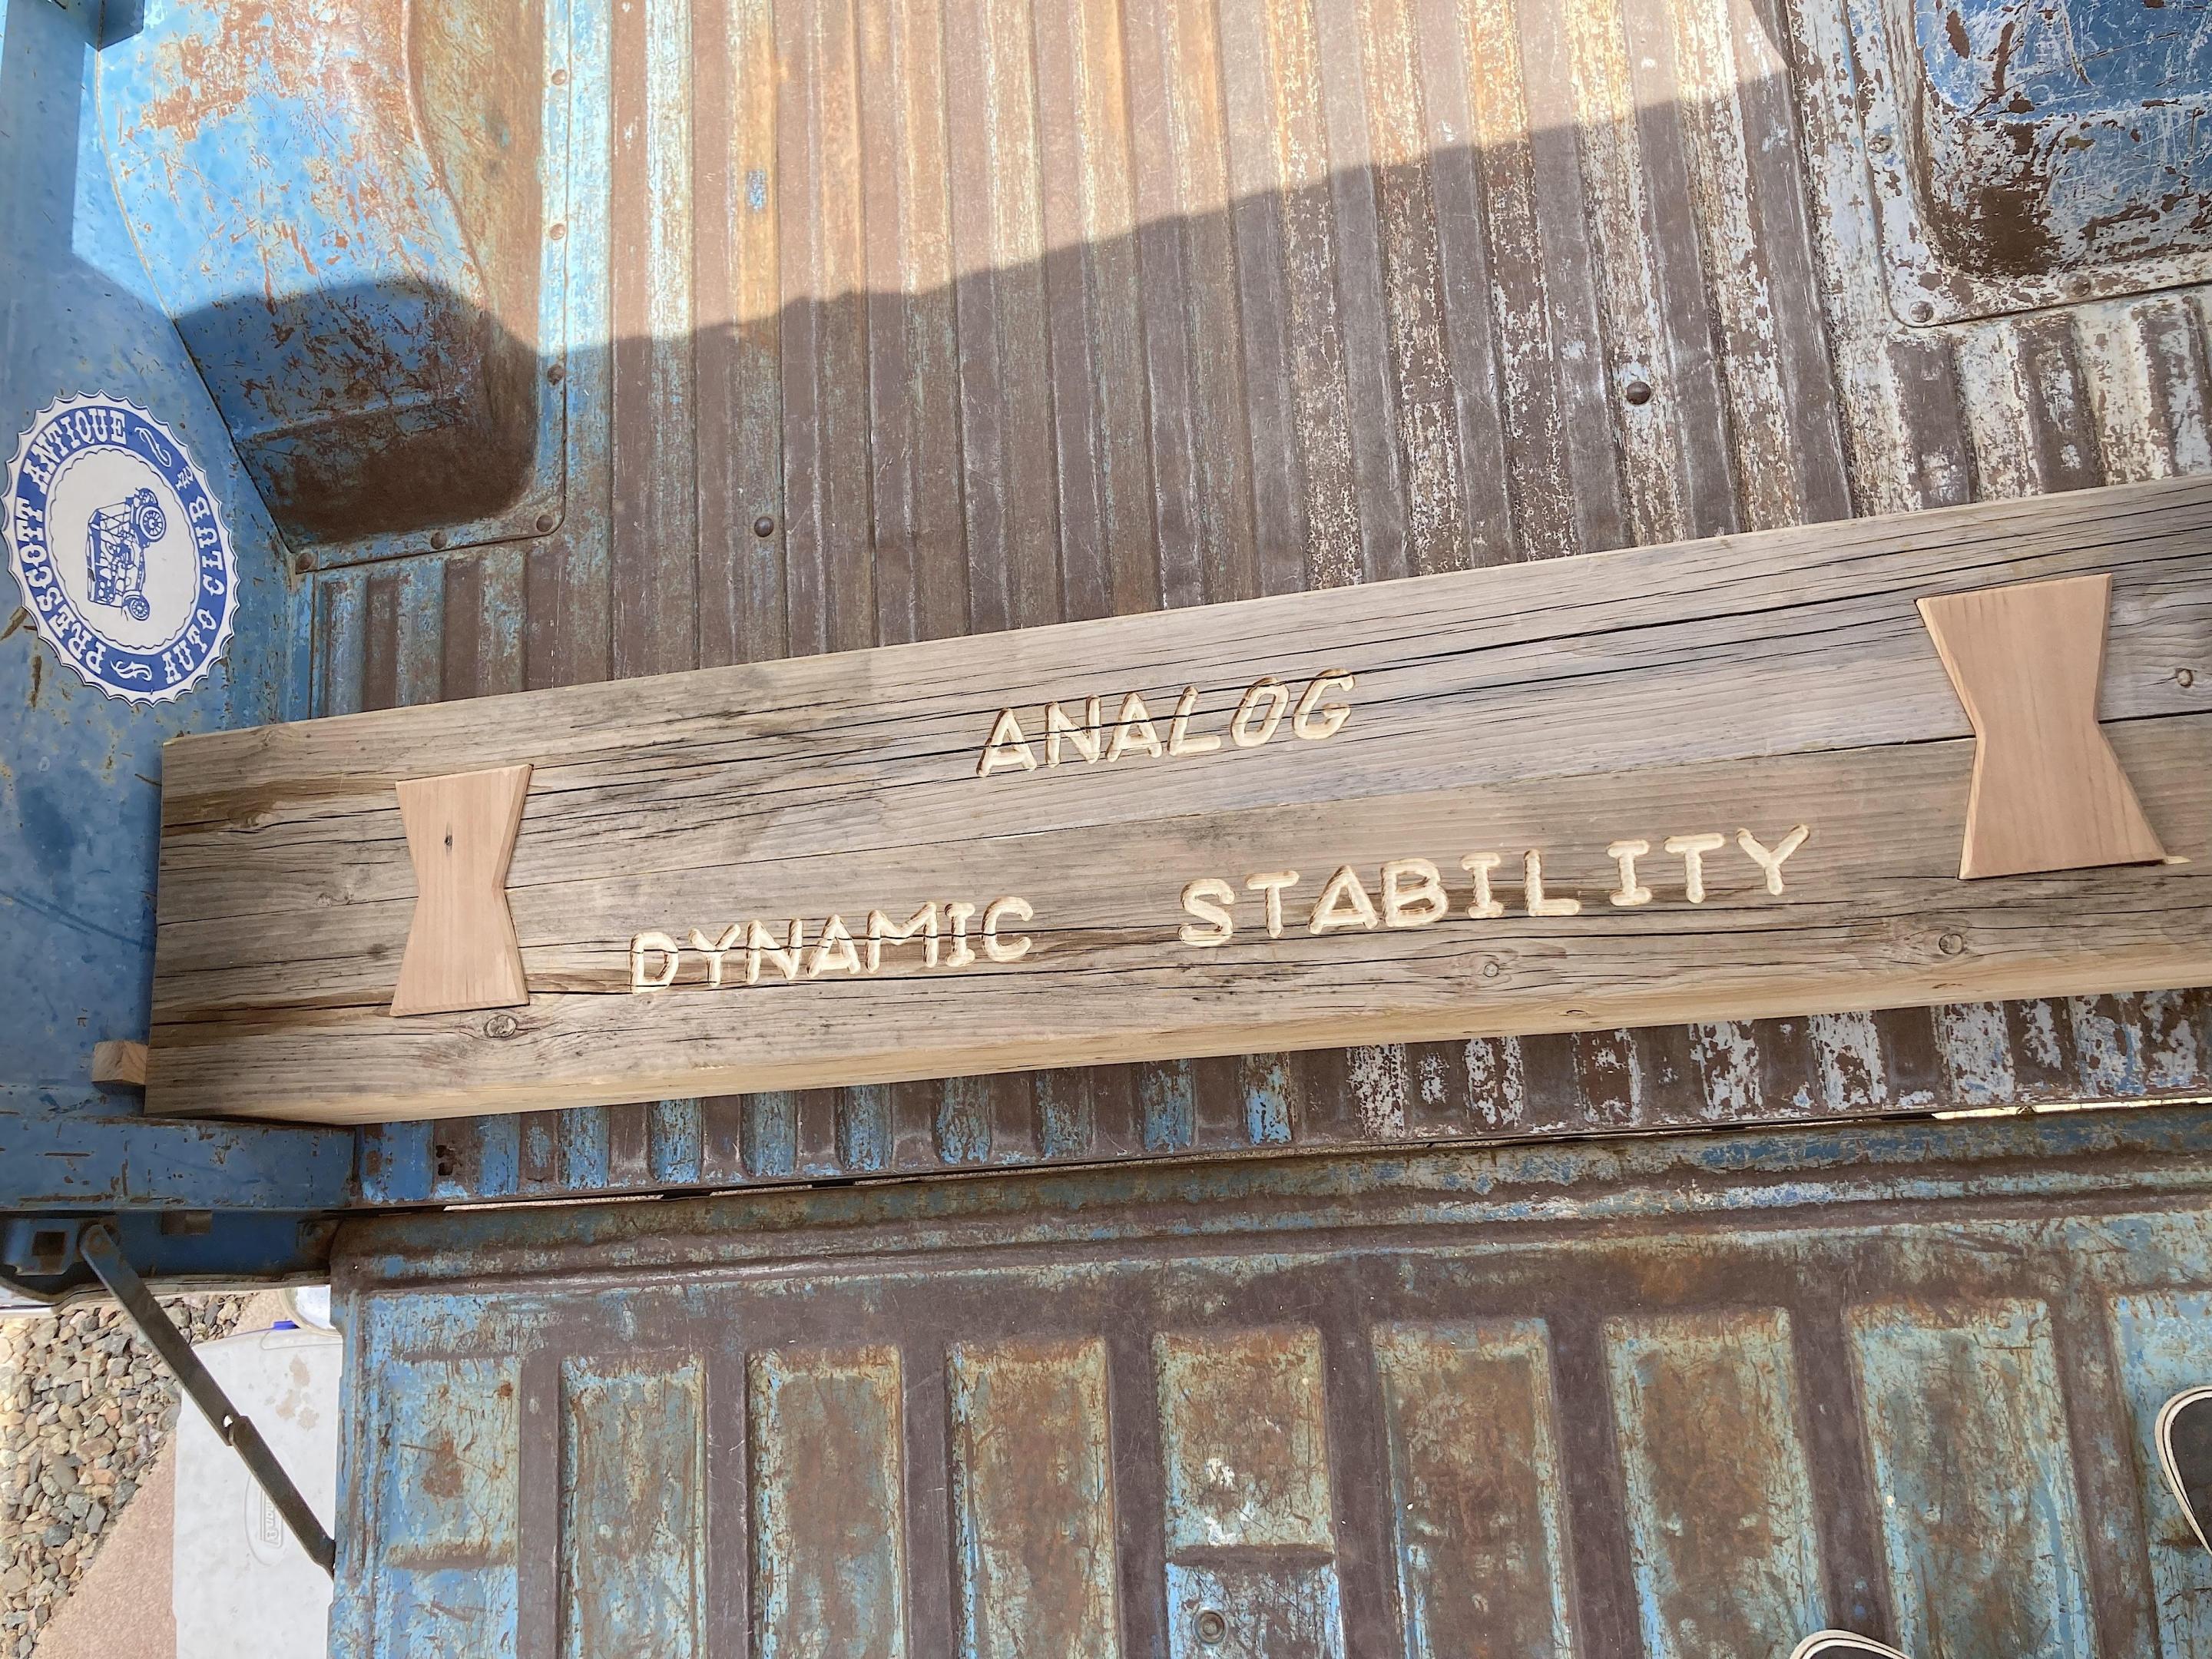 PRESCOTT ANTIQUE
AUTO CLUB
ANALOG
DYNAMIC STABILITY